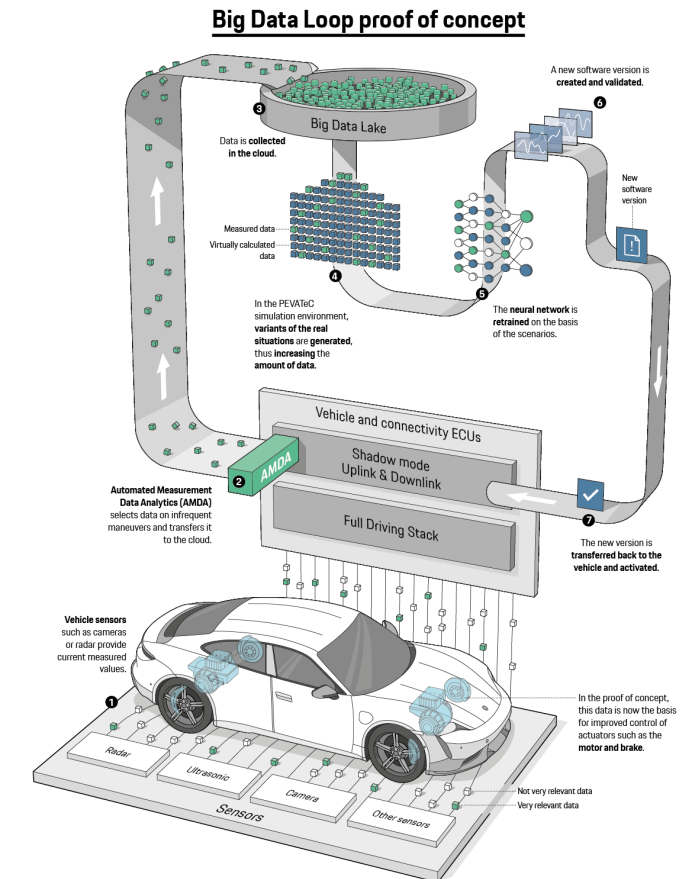 Big Data Loop proof of concept
A new software version is
created and validated.
6
3
Big Data Lake
Data is collected
in the cloud.
New
software
version
!
Measured data
Virtually calculated
data
4
5
In the PEVATeC
simulation environment,
variants of the real
situations are generated,
thus increasing the
amount of data.
The neural network is
retrained on the basis
of the scenarios.
Vehicle and connectivity ECUs
Shadow mode
Uplink & Downlink
Full Driving Stack
2
AMDA
Automated Measurement
Data Analytics (AMDA)
selects data on infrequent
maneuvers and transfers it
to the cloud.
7
The new version is
transferred back to the
vehicle and activated.
Vehicle sensors
such as cameras
or radar provide
current measured
values.
1
In the proof of concept,
this data is now the basis
for improved control of
actuators such as the
motor and brake.
Radar
Ultrasonic
Camera
Other sensors
Sensors
Not very relevant data
Very relevant data